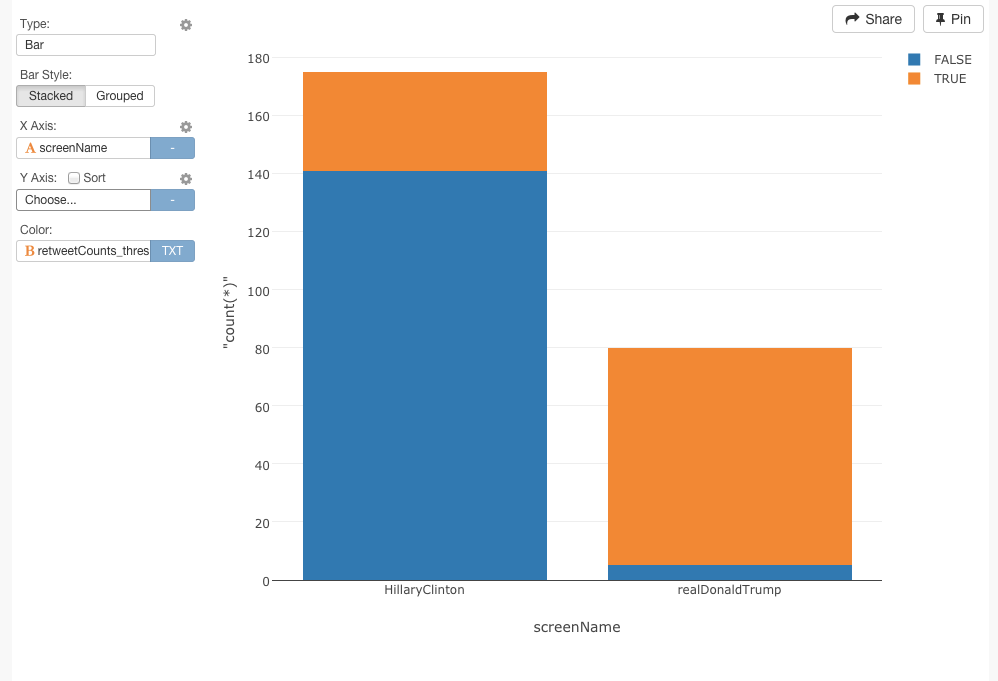 Type:
Bar
Bar Style:
Stacked Grouped
X Axis:
A screenName -
Y Axis: Sort
Choose... -
Color:
B retweetCounts_thres TXT
Share Pin
FALSE
TRUE
180
160
140
120
100
80
60
40
20
0
"count(*)"
HillaryClinton realDonaldTrump
screenName